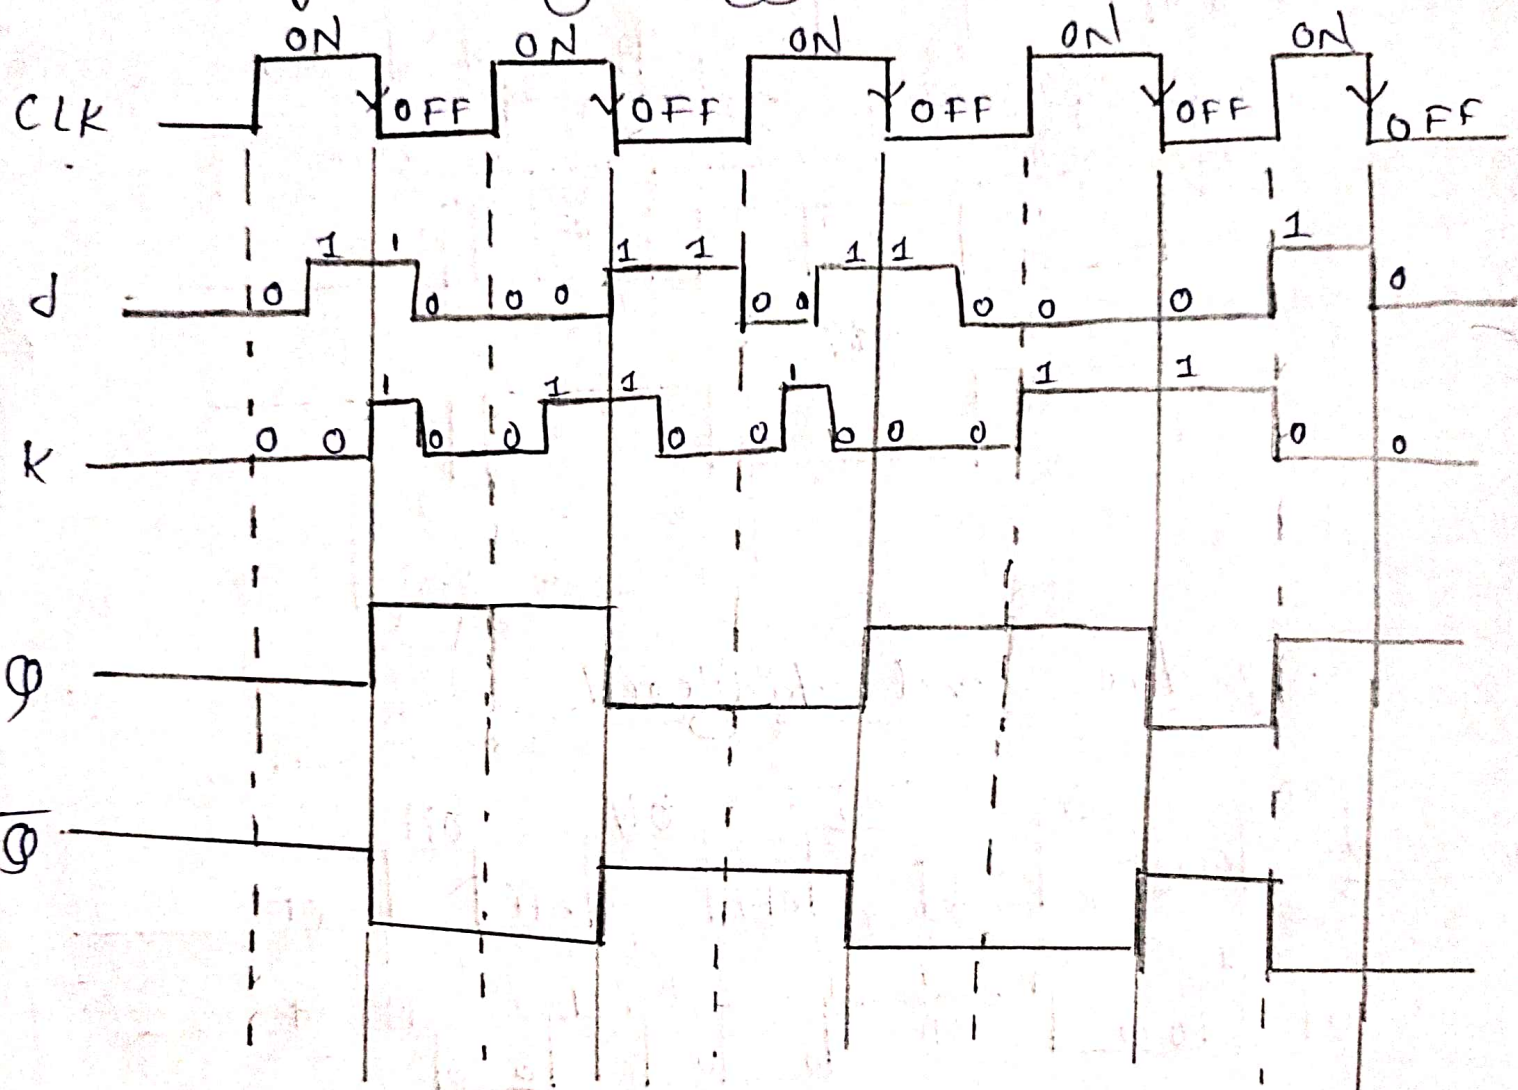 ON ON ON ON ON
CLK OFF OFF OFF OFF OFF
J 0 1 1 0 0 0 1 1 0 0 1 1 0 0 0 1 0
K 0 0 1 0 0 1 1 0 0 1 0 0 0 1 1 0 0
Q
Q̅